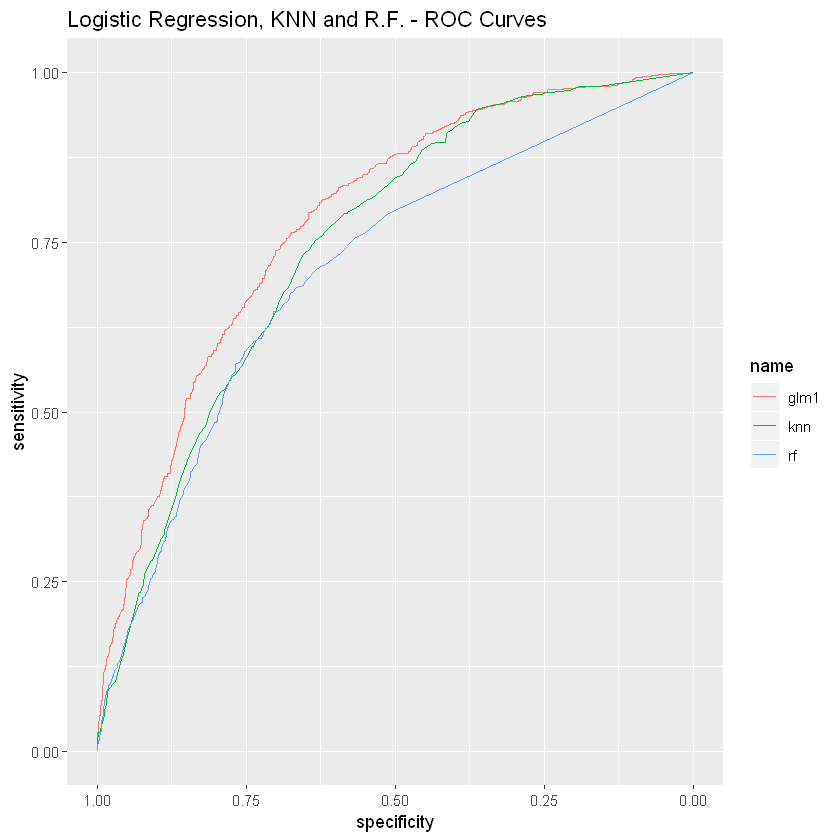 Logistic Regression, KNN and R.F. - ROC Curves
1.00
0.75
0.50
0.25
0.00
sensitivity
1.00 0.75 0.50 0.25 0.00
specificity
name
glm1
knn
rf